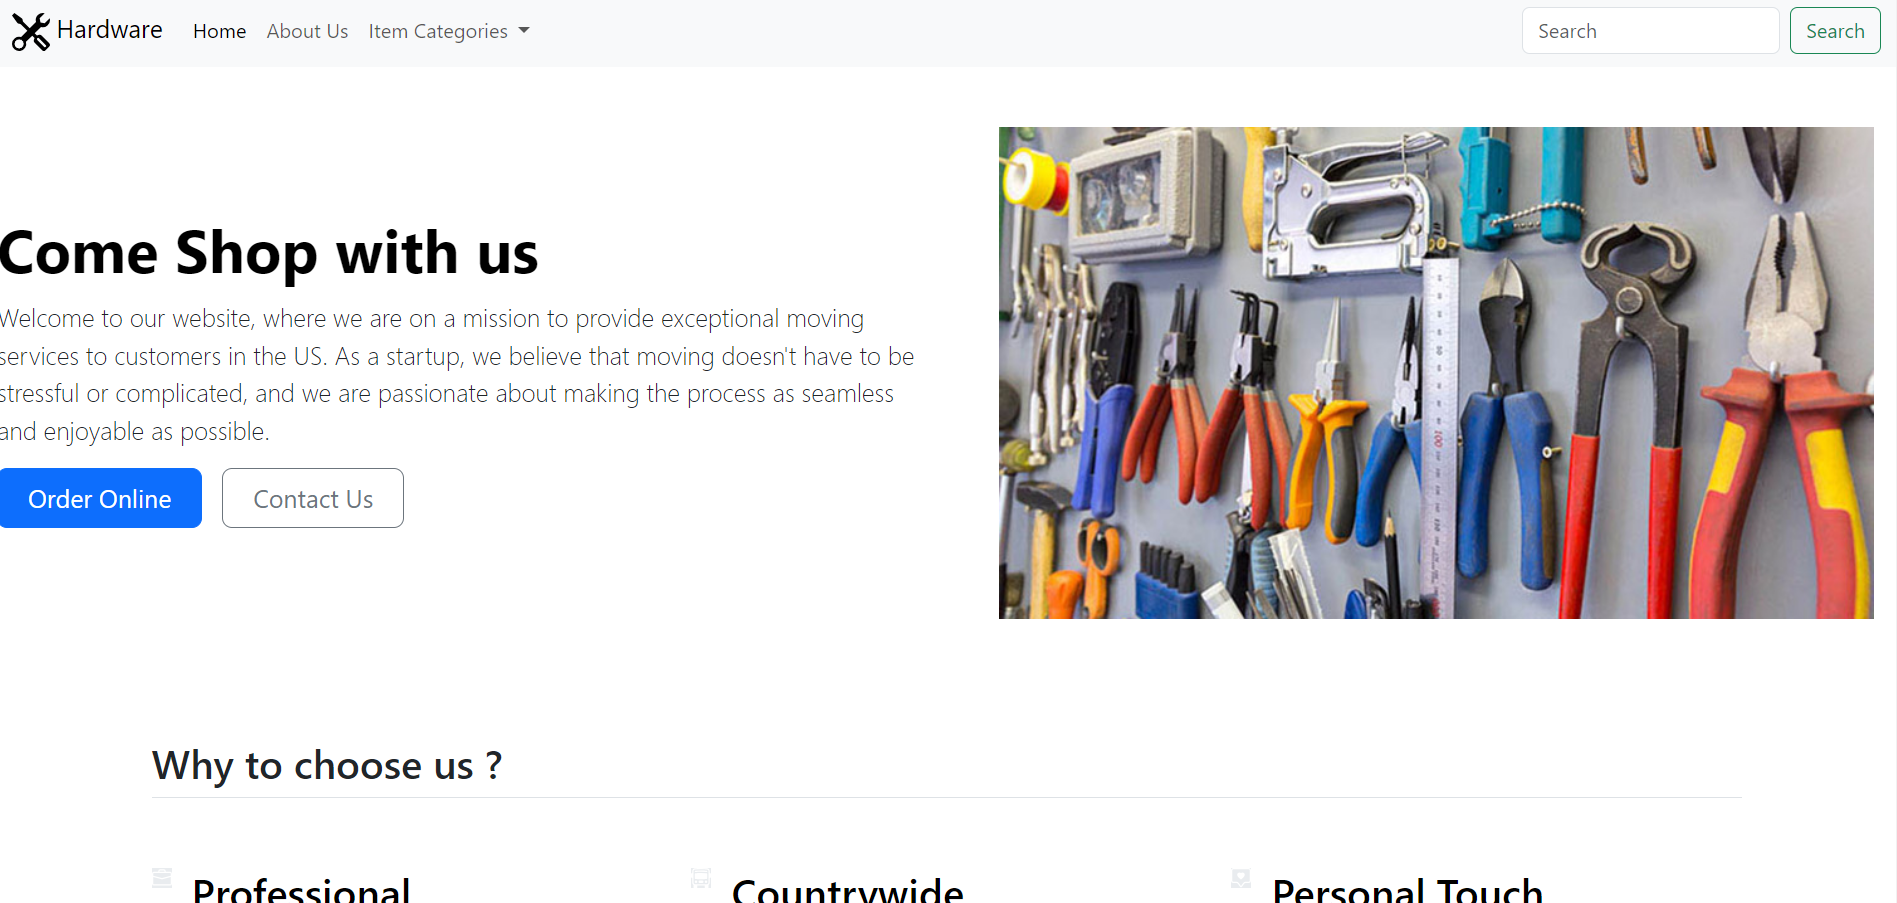 Hardware
Home
About Us
Item Categories
Search
Search
Come Shop with us
Welcome to our website, where we are on a mission to provide exceptional moving
services to customers in the US. As a startup, we believe that moving doesn't have to be
stressful or complicated, and we are passionate about making the process as seamless
and enjoyable as possible.
Order Online
Contact Us
100
Why to choose us ?
Professional
Countrywide
Personal Touch